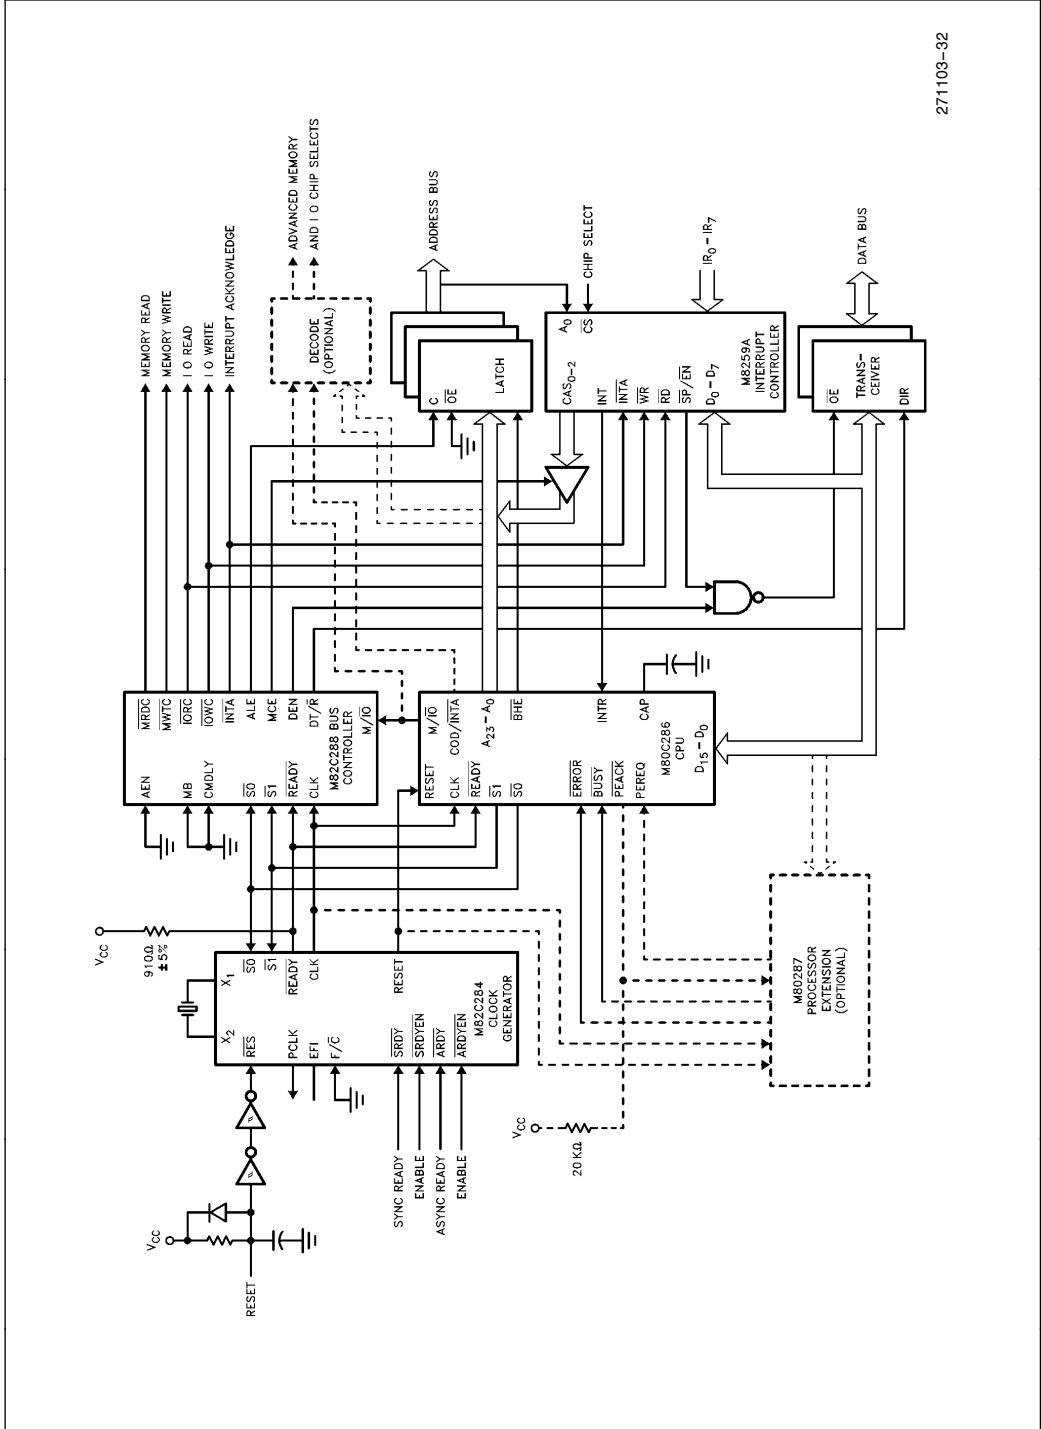 271103-32
MEMORY READ
MEMORY WRITE
I O READ
I O WRITE
INTERRUPT ACKNOWLEDGE
ADVANCED MEMORY
AND I O CHIP SELECTS
DECODE
(OPTIONAL)
ADDRESS BUS
CHIP SELECT
IR0 – IR7
DATA BUS
C
OE
LATCH
A0
CS
CAS0-2
INT
INTA
WR
RD
SP/EN
D0 – D7
M8259A
INTERRUPT
CONTROLLER
OE
TRANS-
CEIVER
DIR
MRDC
MWTC
IORC
IOWC
INTA
ALE
MCE
DEN
DT/R
M/IO
AEN
MB
CMDLY
S0
S1
READY
CLK
M82C288 BUS
CONTROLLER
M/IO
COD/INTA
A23 – A0
BHE
INTR
CAP
RESET
CLK
READY
S1
S0
ERROR
BUSY
PEACK
PEREQ
M80C286
CPU
D15 – D0
VCC
910Ω
±5%
X1
X2
S0
S1
READY
CLK
RESET
RES
PCLK
EFI
F/C
SRDY
SRDYEN
ARDY
ARDYEN
M82C284
CLOCK
GENERATOR
M80287
PROCESSOR
EXTENSION
(OPTIONAL)
VCC
20 KΩ
SYNC READY
ENABLE
ASYNC READY
ENABLE
VCC
RESET